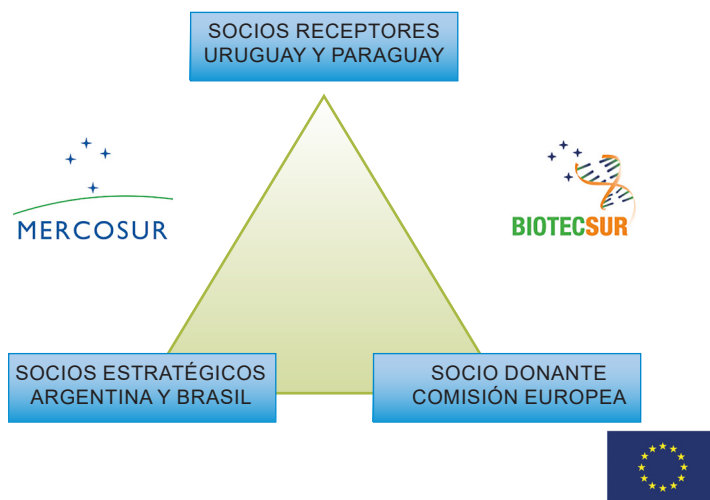 SOCIOS RECEPTORES
URUGUAY Y PARAGUAY
MERCOSUR
BIOTECSUR
SOCIOS ESTRATÉGICOS
ARGENTINA Y BRASIL
SOCIO DONANTE
COMISIÓN EUROPEA